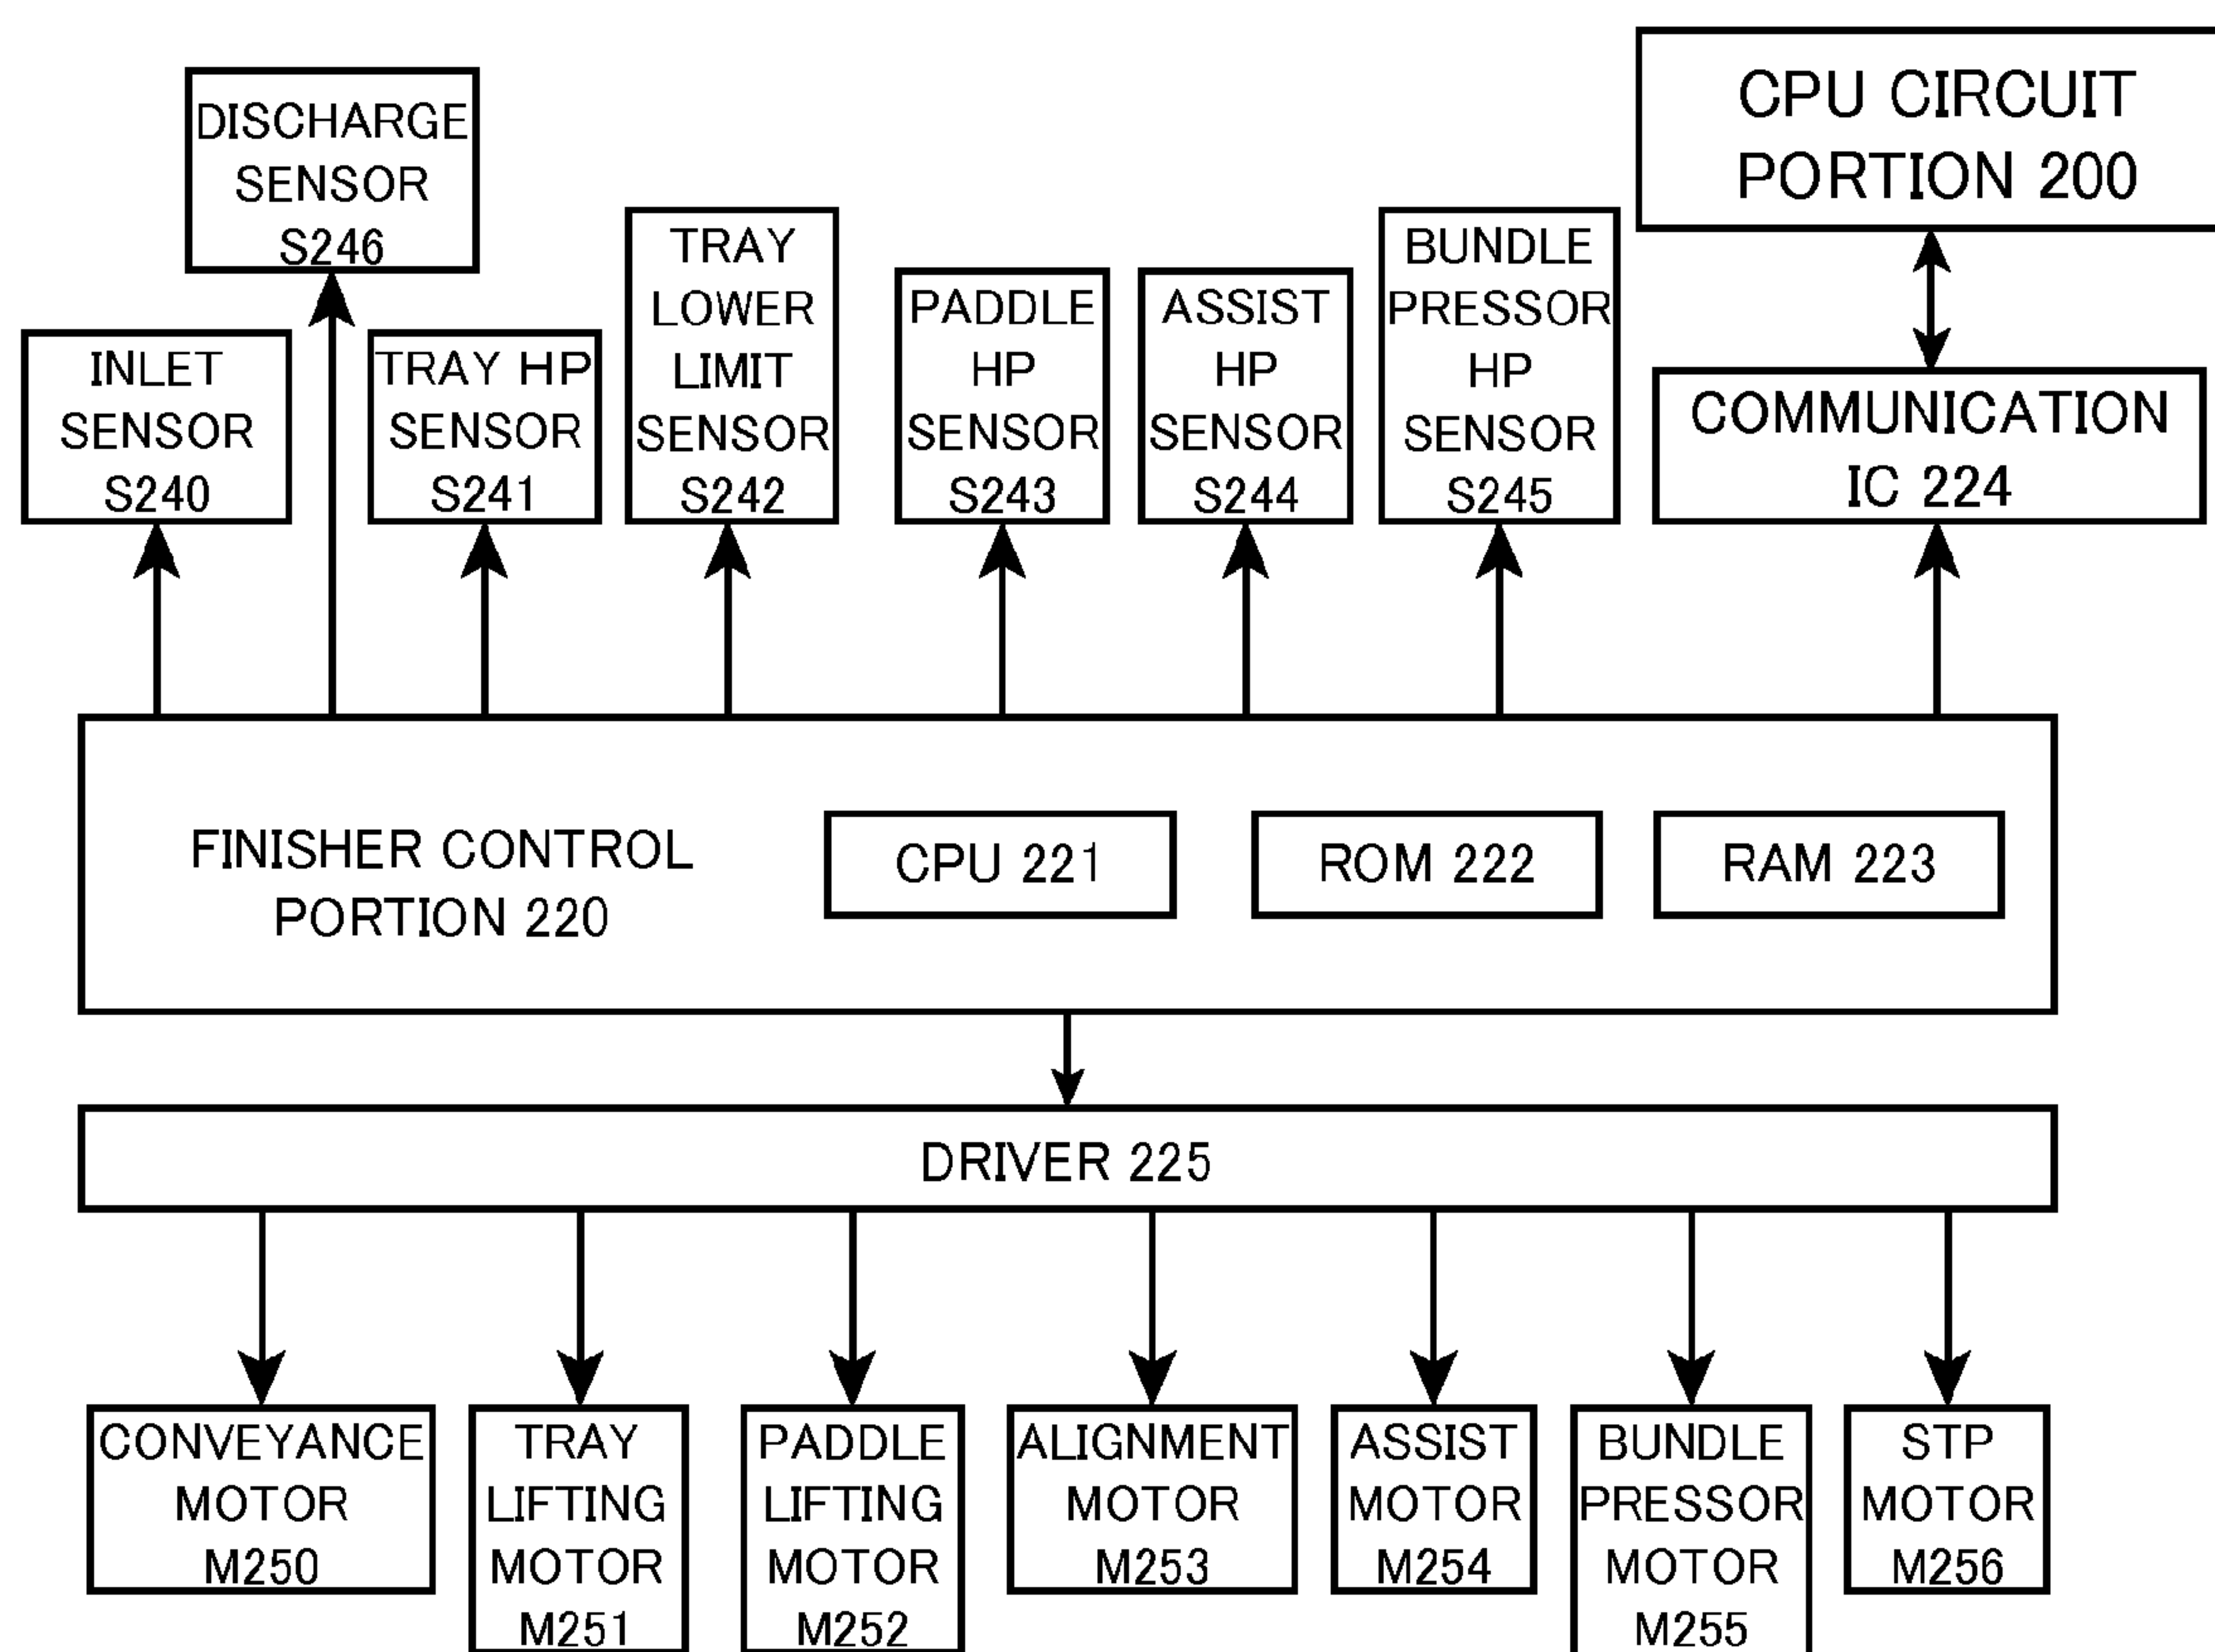 DISCHARGE
SENSOR
S246
CPU CIRCUIT
PORTION 200
INLET
SENSOR
S240
TRAY HP
SENSOR
S241
TRAY
LOWER
LIMIT
SENSOR
S242
PADDLE
HP
SENSOR
S243
ASSIST
HP
SENSOR
S244
BUNDLE
PRESSOR
HP
SENSOR
S245
COMMUNICATION
IC 224
FINISHER CONTROL
PORTION 220
CPU 221
ROM 222
RAM 223
DRIVER 225
CONVEYANCE
MOTOR
M250
TRAY
LIFTING
MOTOR
M251
PADDLE
LIFTING
MOTOR
M252
ALIGNMENT
MOTOR
M253
ASSIST
MOTOR
M254
BUNDLE
PRESSOR
MOTOR
M255
STP
MOTOR
M256